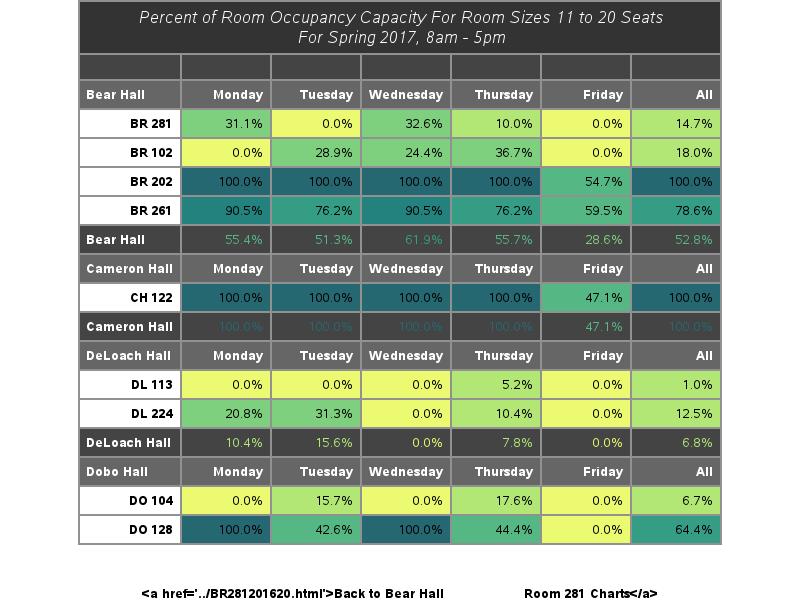 Percent of Room Occupancy Capacity For Room Sizes 11 to 20 Seats
For Spring 2017, 8am - 5pm
Bear Hall Monday Tuesday Wednesday Thursday Friday All
BR 281 31.1% 0.0% 32.6% 10.0% 0.0% 14.7%
BR 102 0.0% 28.9% 24.4% 36.7% 0.0% 18.0%
BR 202 100.0% 100.0% 100.0% 100.0% 54.7% 100.0%
BR 261 90.5% 76.2% 90.5% 76.2% 59.5% 78.6%
Bear Hall 55.4% 51.3% 61.9% 55.7% 28.6% 52.8%
Cameron Hall Monday Tuesday Wednesday Thursday Friday All
CH 122 100.0% 100.0% 100.0% 100.0% 47.1% 100.0%
Cameron Hall 100.0% 100.0% 100.0% 100.0% 47.1% 100.0%
DeLoach Hall Monday Tuesday Wednesday Thursday Friday All
DL 113 0.0% 0.0% 0.0% 5.2% 0.0% 1.0%
DL 224 20.8% 31.3% 0.0% 10.4% 0.0% 12.5%
DeLoach Hall 10.4% 15.6% 0.0% 7.8% 0.0% 6.8%
Dobo Hall Monday Tuesday Wednesday Thursday Friday All
DO 104 0.0% 15.7% 0.0% 17.6% 0.0% 6.7%
DO 128 100.0% 42.6% 100.0% 44.4% 0.0% 64.4%
<a href='../BR281201620.html'>Back to Bear Hall Room 281 Charts</a>